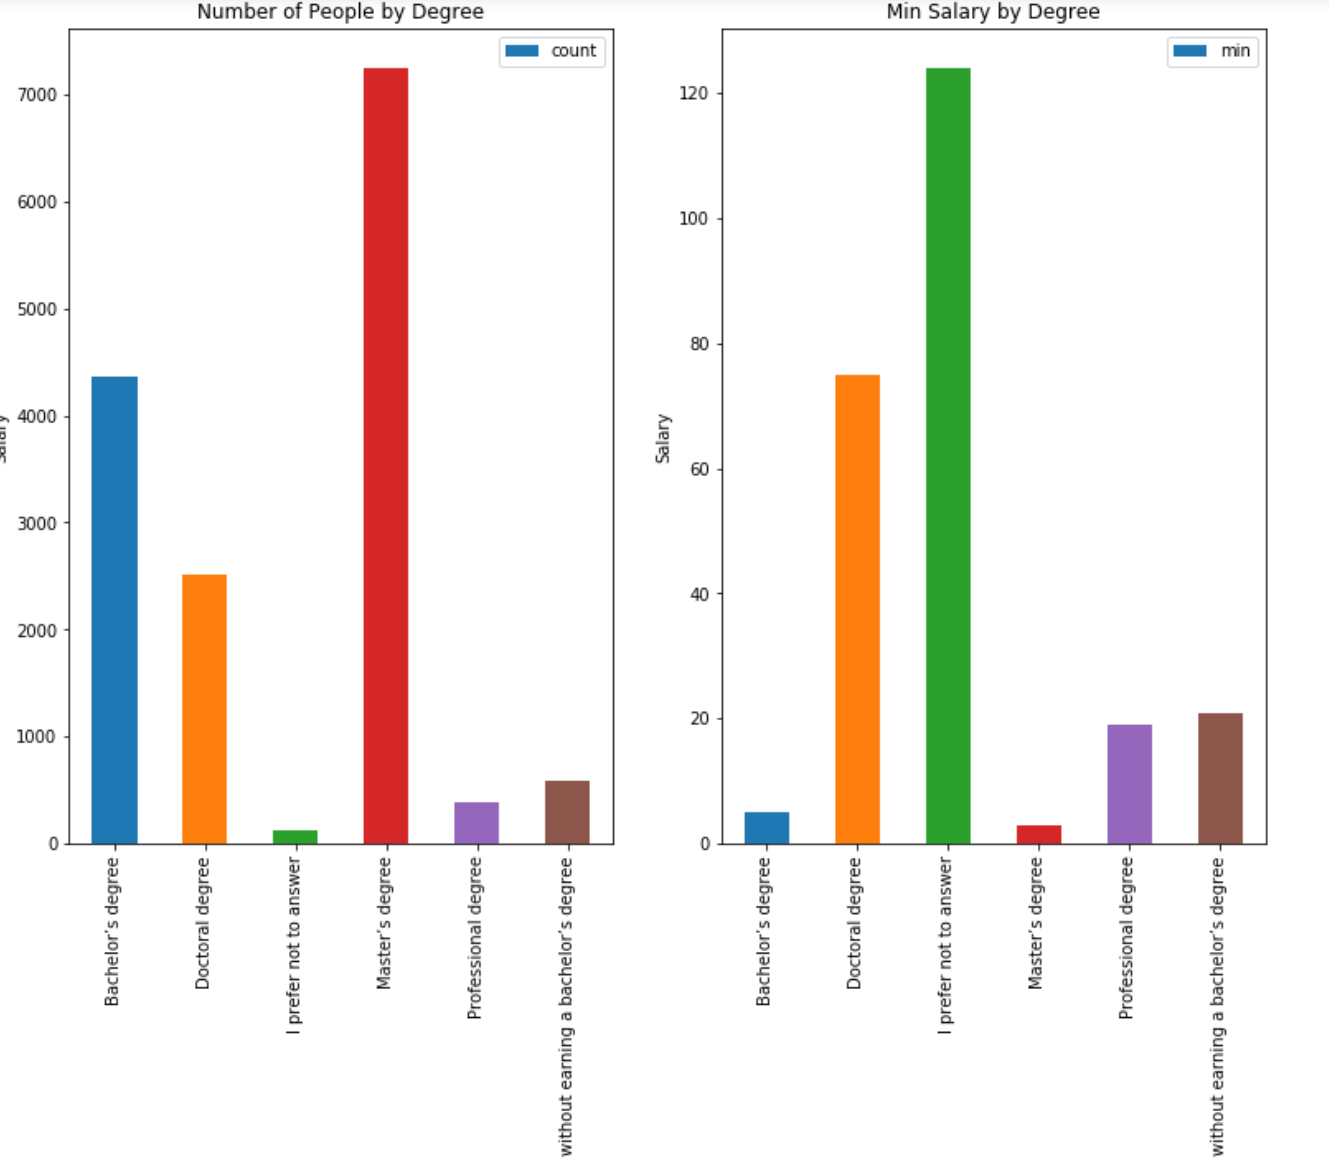 Number of People by Degree
count
7000
6000
5000
4000
3000
2000
1000
0
Salary
Bachelor’s degree
Doctoral degree
I prefer not to answer
Master’s degree
Professional degree
without earning a bachelor’s degree
Min Salary by Degree
min
120
100
80
60
40
20
0
Salary
Bachelor’s degree
Doctoral degree
I prefer not to answer
Master’s degree
Professional degree
without earning a bachelor’s degree